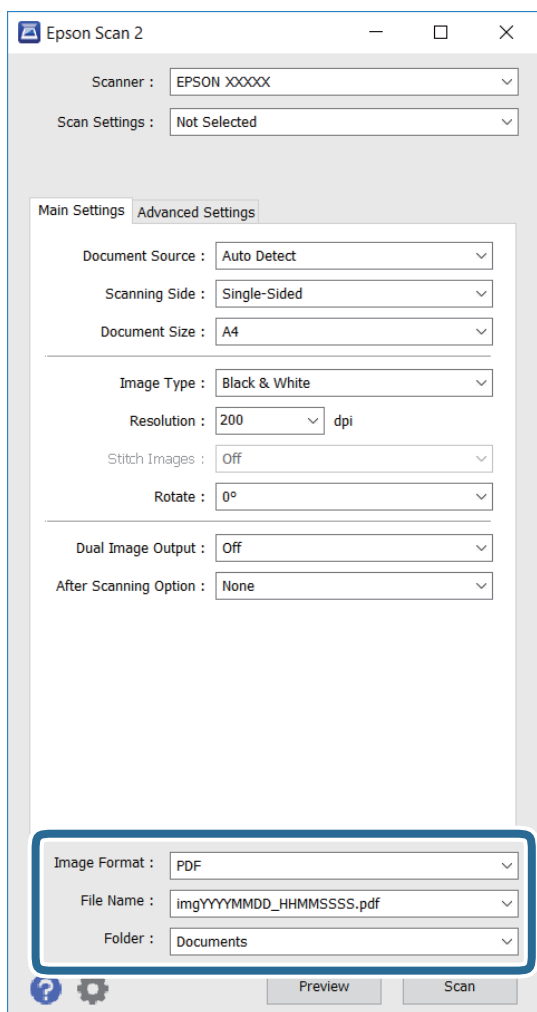 Epson Scan 2
Scanner : EPSON XXXXX
Scan Settings : Not Selected
Main Settings Advanced Settings
Document Source : Auto Detect
Scanning Side : Single-Sided
Document Size : A4
Image Type : Black & White
Resolution : 200 dpi
Stitch Images : Off
Rotate : 0°
Dual Image Output : Off
After Scanning Option : None
Image Format : PDF
File Name : imgYYYYMMDD_HHMMSSSS.pdf
Folder : Documents
? Preview Scan